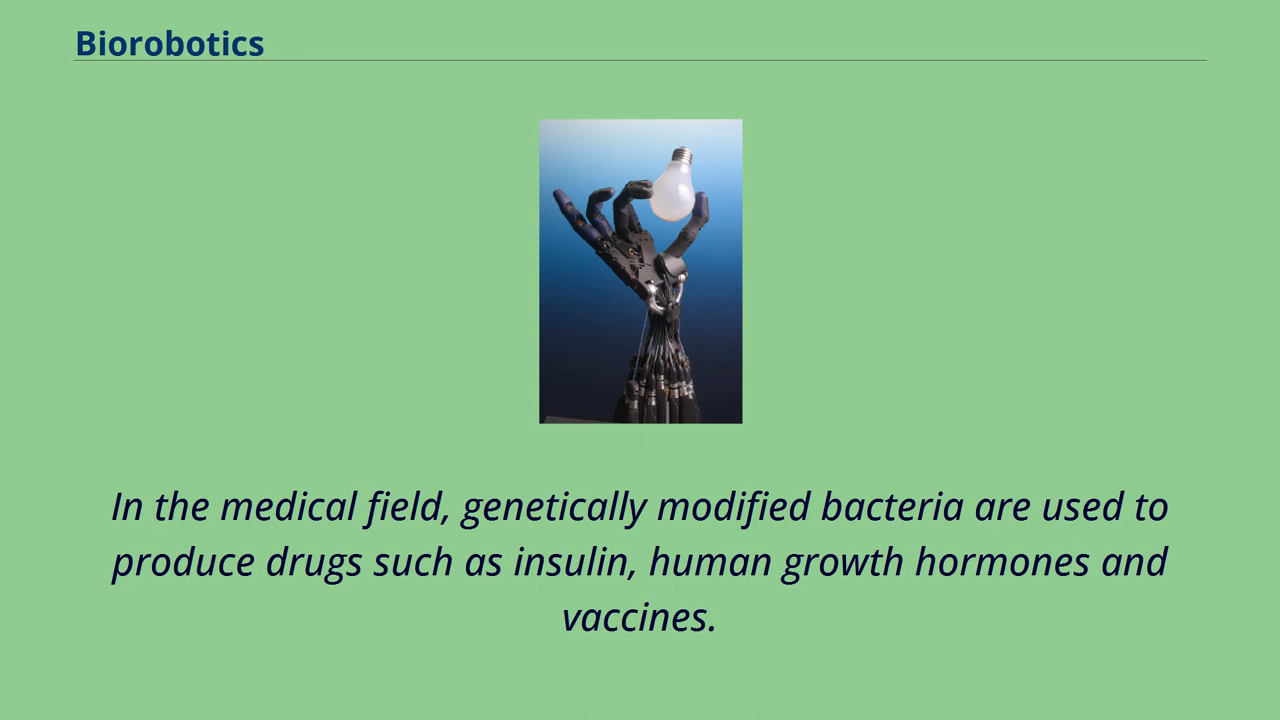 Biorobotics
In the medical field, genetically modified bacteria are used to
produce drugs such as insulin, human growth hormones and
vaccines.